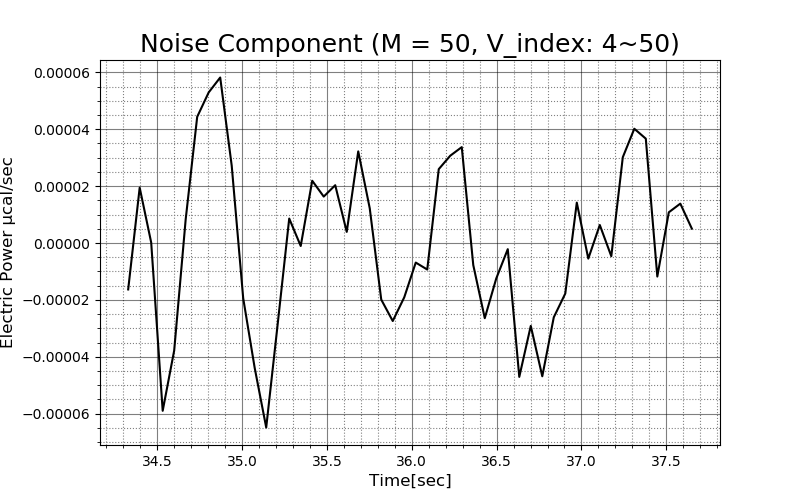 Noise Component (M = 50, V_index: 4~50)
Electric Power μcal/sec
0.00006
0.00004
0.00002
0.00000
−0.00002
−0.00004
−0.00006
34.5 35.0 35.5 36.0 36.5 37.0 37.5
Time[sec]